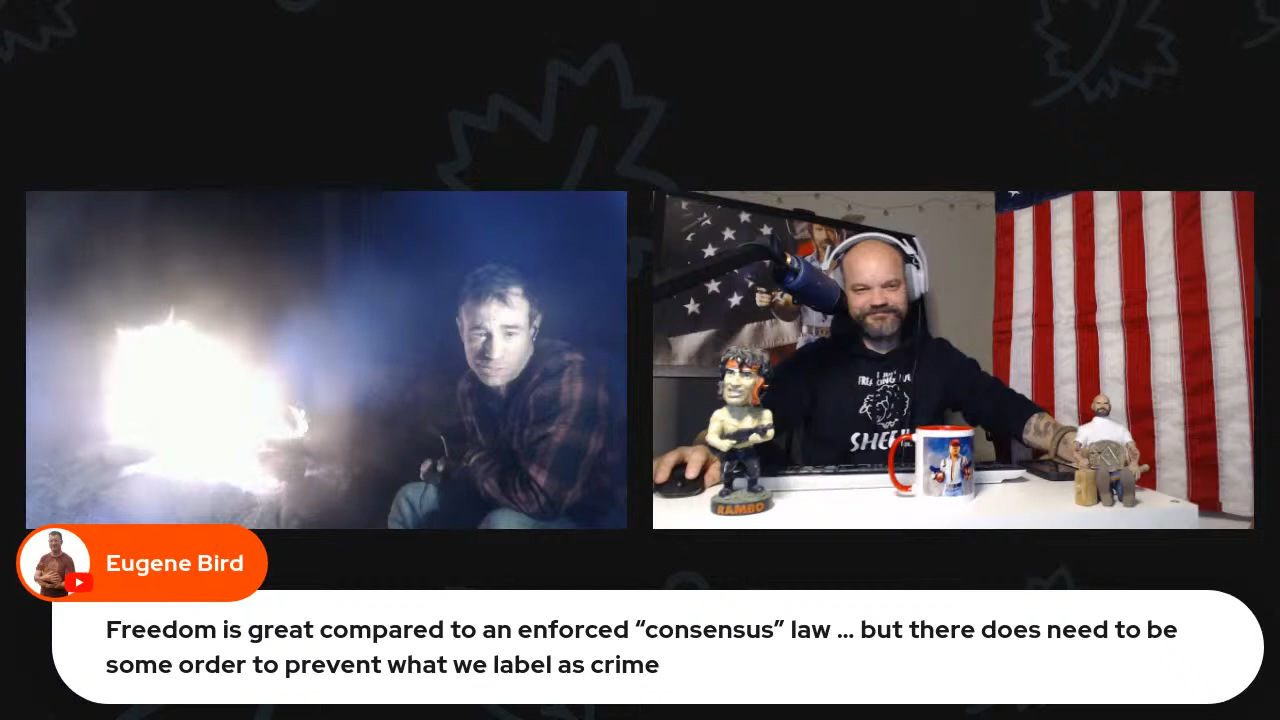 SHEE
RAMBO
Eugene Bird
Freedom is great compared to an enforced “consensus” law ... but there does need to be
some order to prevent what we label as crime